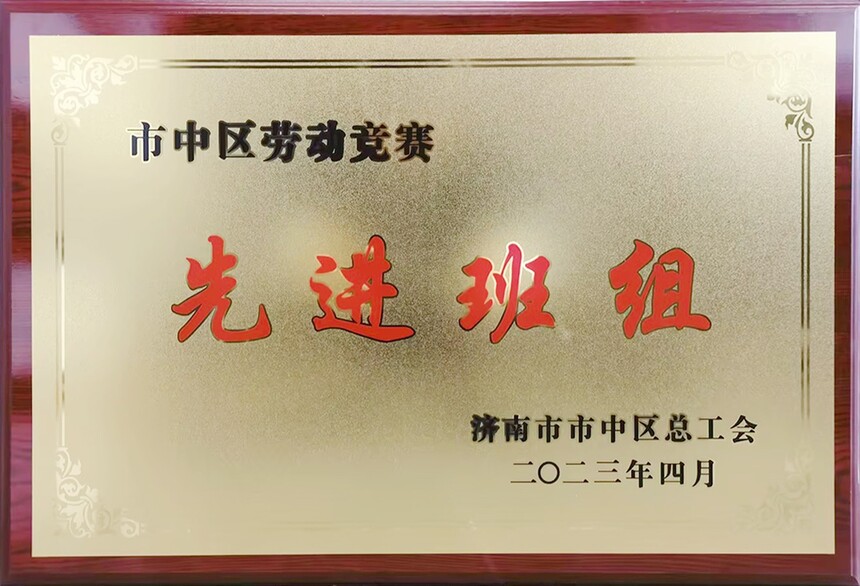 市中区劳动竞赛
先进班组
济南市市中区总工会
二〇二三年四月